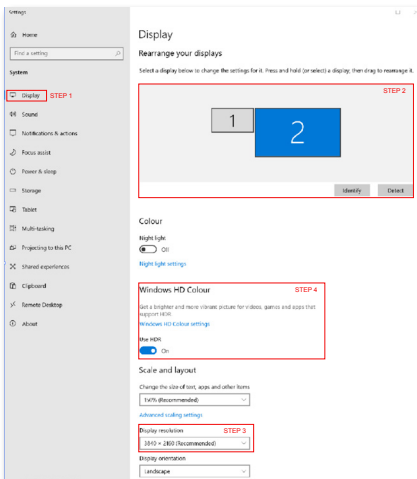 Settings
Home
Find a setting
System
Display
STEP 1
Sound
Notifications & actions
Focus assist
Power & sleep
Storage
Tablet
Multi-tasking
Projecting to this PC
Shared experiences
Clipboard
Remote Desktop
About
Display
Rearrange your displays
Select a display below to change the settings for it. Press and hold (or select) a display, then drag to rearrange it.
STEP 2
1
2
Identify
Detect
Colour
Night light
Off
Night light settings
Windows HD Colour
STEP 4
Get a brighter and more vibrant picture for videos, games and apps that
support HDR.
Windows HD Colour settings
Use HDR
On
Scale and layout
Change the size of text, apps and other items
150% (Recommended)
Advanced scaling settings
Display resolution
STEP 3
3840 × 2160 (Recommended)
Display orientation
Landscape